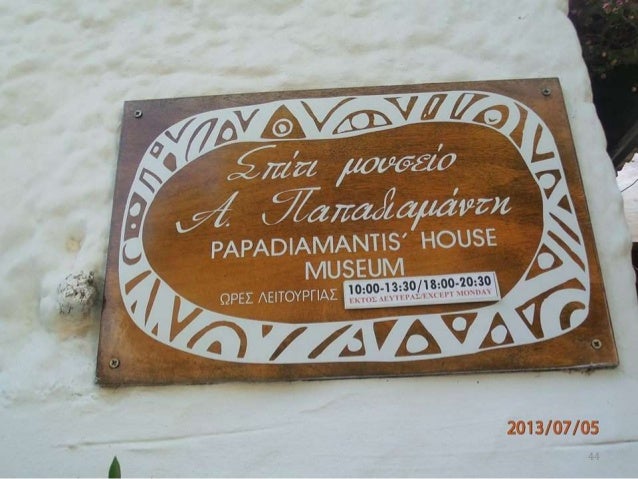 Σπίτι μουσείο
Α. Παπαδιαμάντη
PAPADIAMANTIS´ HOUSE
MUSEUM
ΩΡΕΣ ΛΕΙΤΟΥΡΓΙΑΣ 10:00-13:30/18:00-20:30
ΕΚΤΟΣ ΔΕΥΤΕΡΑΣ/EXCEPT MONDAY
2013/07/05
44